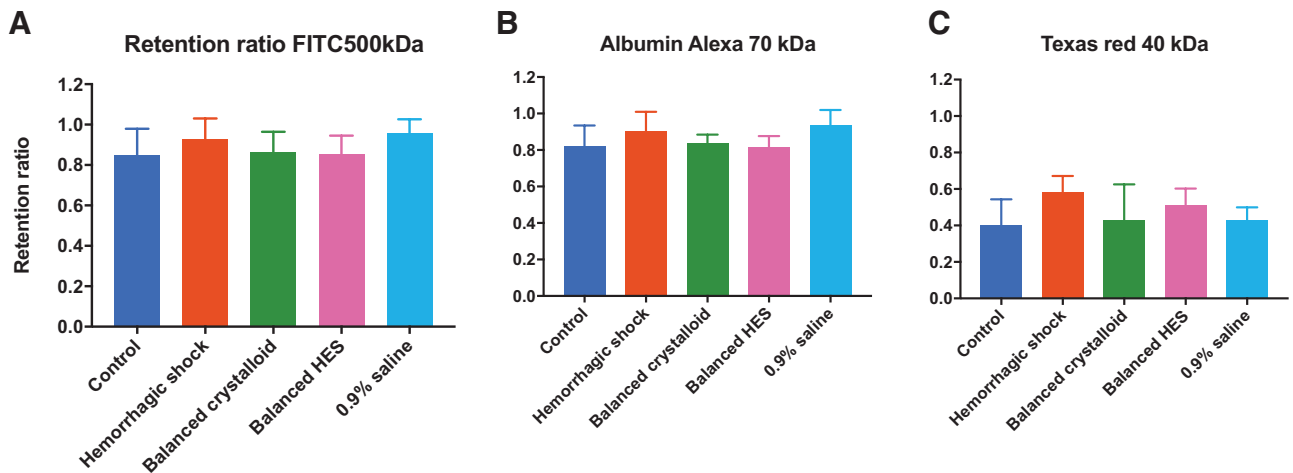 A
Retention ratio FITC500kDa
Retention ratio
1.2
1.0
0.8
0.6
0.4
0.2
0.0
Control
Hemorrhagic shock
Balanced crystalloid
Balanced HES
0.9% saline
B
Albumin Alexa 70 kDa
1.2
1.0
0.8
0.6
0.4
0.2
0.0
Control
Hemorrhagic shock
Balanced crystalloid
Balanced HES
0.9% saline
C
Texas red 40 kDa
1.2
1.0
0.8
0.6
0.4
0.2
0.0
Control
Hemorrhagic shock
Balanced crystalloid
Balanced HES
0.9% saline